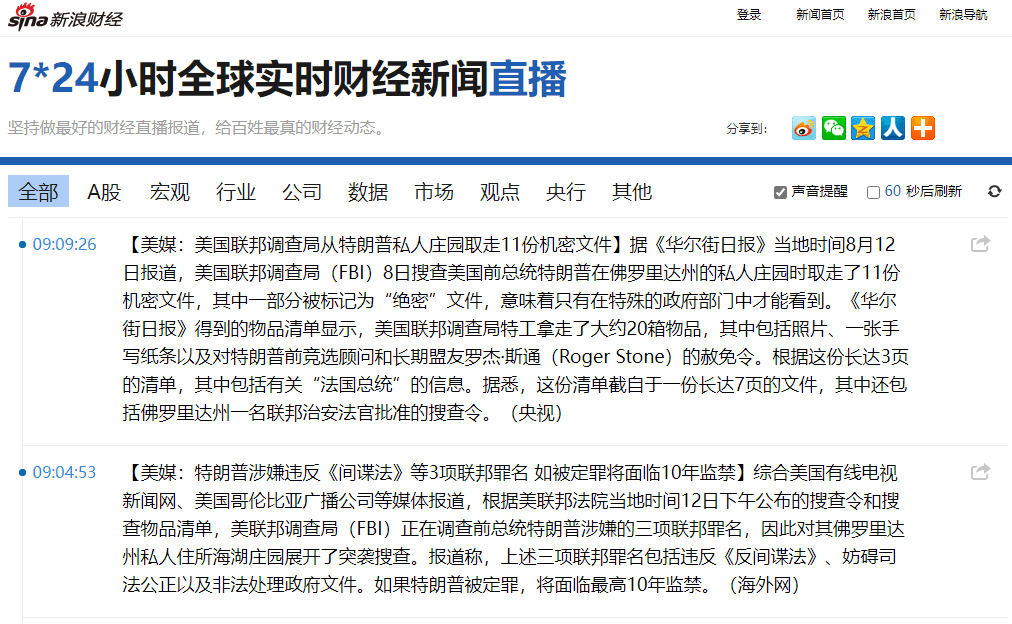 sina新浪财经
登录 新闻首页 新浪首页 新浪导航
7*24小时全球实时财经新闻直播
坚持做最好的财经直播报道，给百姓最真的财经动态。
分享到：
全部 A股 宏观 行业 公司 数据 市场 观点 央行 其他 声音提醒 60 秒后刷新
09:09:26 【美媒：美国联邦调查局从特朗普私人庄园取走11份机密文件】据《华尔街日报》当地时间8月12
日报道，美国联邦调查局（FBI）8日搜查美国前总统特朗普在佛罗里达州的私人庄园时取走了11份
机密文件，其中一部分被标记为“绝密”文件，意味着只有在特殊的政府部门中才能看到。《华尔
街日报》得到的物品清单显示，美国联邦调查局特工拿走了大约20箱物品，其中包括照片、一张手
写纸条以及对特朗普前竞选顾问和长期盟友罗杰·斯通（Roger Stone）的赦免令。根据这份长达3页
的清单，其中包括有关“法国总统”的信息。据悉，这份清单截自于一份长达7页的文件，其中还包
括佛罗里达州一名联邦治安法官批准的搜查令。（央视）
09:04:53 【美媒：特朗普涉嫌违反《间谍法》等3项联邦罪名 如被定罪将面临10年监禁】综合美国有线电视
新闻网、美国哥伦比亚广播公司等媒体报道，根据美联邦法院当地时间12日下午公布的搜查令和搜
查物品清单，美联邦调查局（FBI）正在调查前总统特朗普涉嫌的三项联邦罪名，因此对其佛罗里达
州私人住所海湖庄园展开了突袭搜查。报道称，上述三项联邦罪名包括违反《反间谍法》、妨碍司
法公正以及非法处理政府文件。如果特朗普被定罪，将面临最高10年监禁。（海外网）